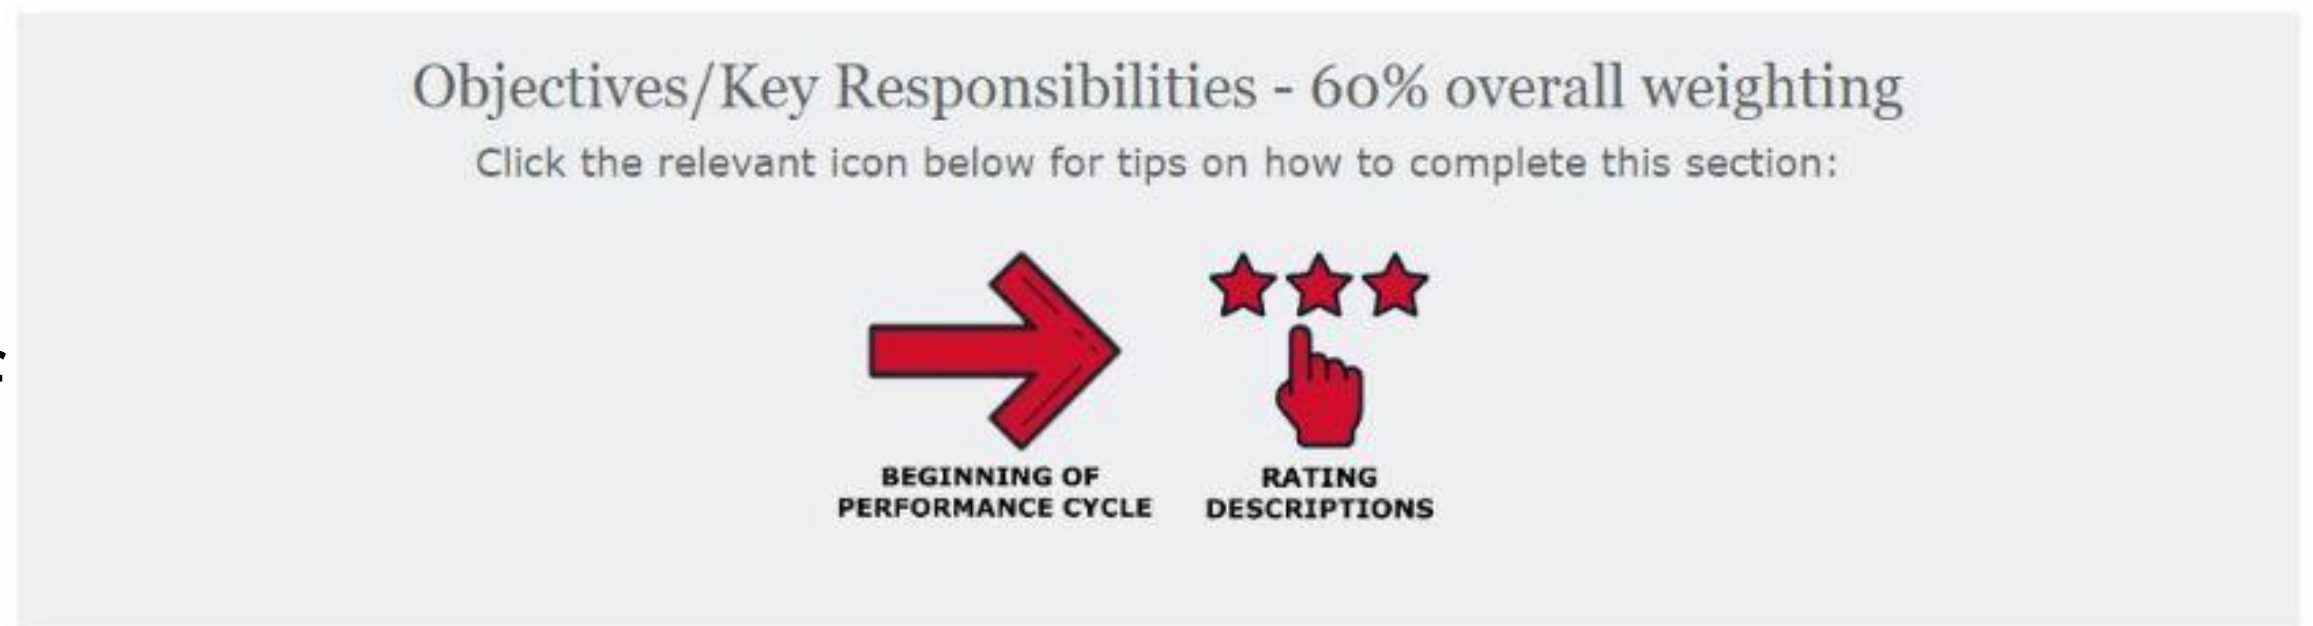 Objectives/Key Responsibilities - 60% overall weighting
Click the relevant icon below for tips on how to complete this section:
BEGINNING OF
PERFORMANCE CYCLE
RATING
DESCRIPTIONS